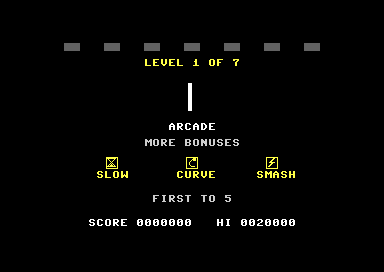 LEVEL 1 OF 7
ARCADE
MORE BONUSES
SLOW CURVE SMASH
FIRST TO 5
SCORE 0000000 HI 0020000